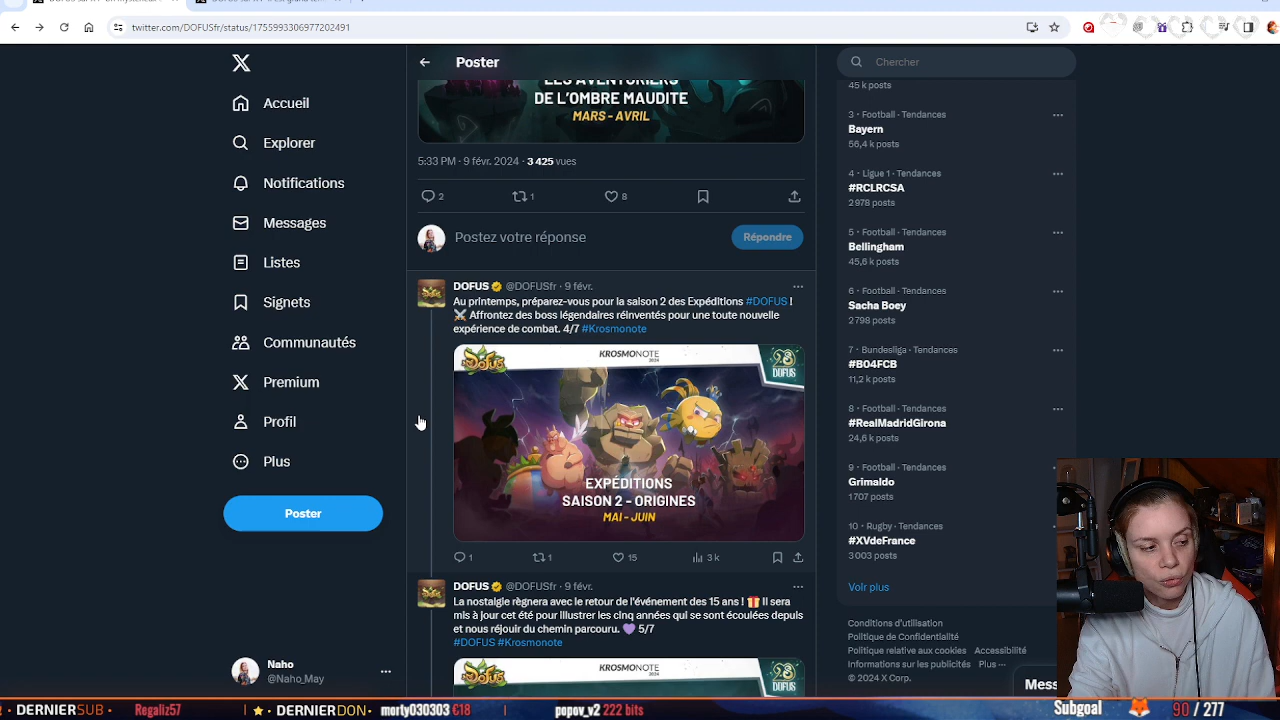 twitter.com/DOFUSfr/status/1755993306977202491
Accueil
Explorer
Notifications
Messages
Listes
Signets
Communautés
Premium
Profil
Plus
Poster
Naho
@Naho_May
Poster
LES AVENTURIERS
DE L'OMBRE MAUDITE
MARS - AVRIL
5:33 PM · 9 févr. 2024 · 3 425 vues
2
1
8
Postez votre réponse
Répondre
DOFUS @DOFUSfr · 9 févr.
Au printemps, préparez-vous pour la saison 2 des Expéditions #DOFUS !
Affrontez des boss légendaires réinventés pour une toute nouvelle
expérience de combat. 4/7 #Krosmonote
DOFUS
KROSMONOTE
2024
DOFUS
EXPÉDITIONS
SAISON 2 - ORIGINES
MAI - JUIN
1
1
15
3 k
DOFUS @DOFUSfr · 9 févr.
La nostalgie règnera avec le retour de l'événement des 15 ans ! Il sera
mis à jour cet été pour illustrer les cinq années qui se sont écoulées depuis
et nous réjouir du chemin parcouru. 5/7
#DOFUS #Krosmonote
DOFUS
KROSMONOTE
2024
DOFUS
Chercher
45 k posts
3 · Football · Tendances
Bayern
56,4 k posts
4 · Ligue 1 · Tendances
#RCLRCSA
2 978 posts
5 · Football · Tendances
Bellingham
45,6 k posts
6 · Football · Tendances
Sacha Boey
2 798 posts
7 · Bundesliga · Tendances
#B04FCB
11,2 k posts
8 · Football · Tendances
#RealMadridGirona
24,6 k posts
9 · Football · Tendances
Grimaldo
1 707 posts
10 · Rugby · Tendances
#XVdeFrance
3 003 posts
Voir plus
Conditions d'utilisation
Politique de Confidentialité
Politique relative aux cookies Accessibilité
Informations sur les publicités Plus ···
© 2024 X Corp.
Mess
DERNIERSUB · Regaliz57 | DERNIERDON · morty030303 €18 | popov_v2 222 bits
Subgoal 90 / 277